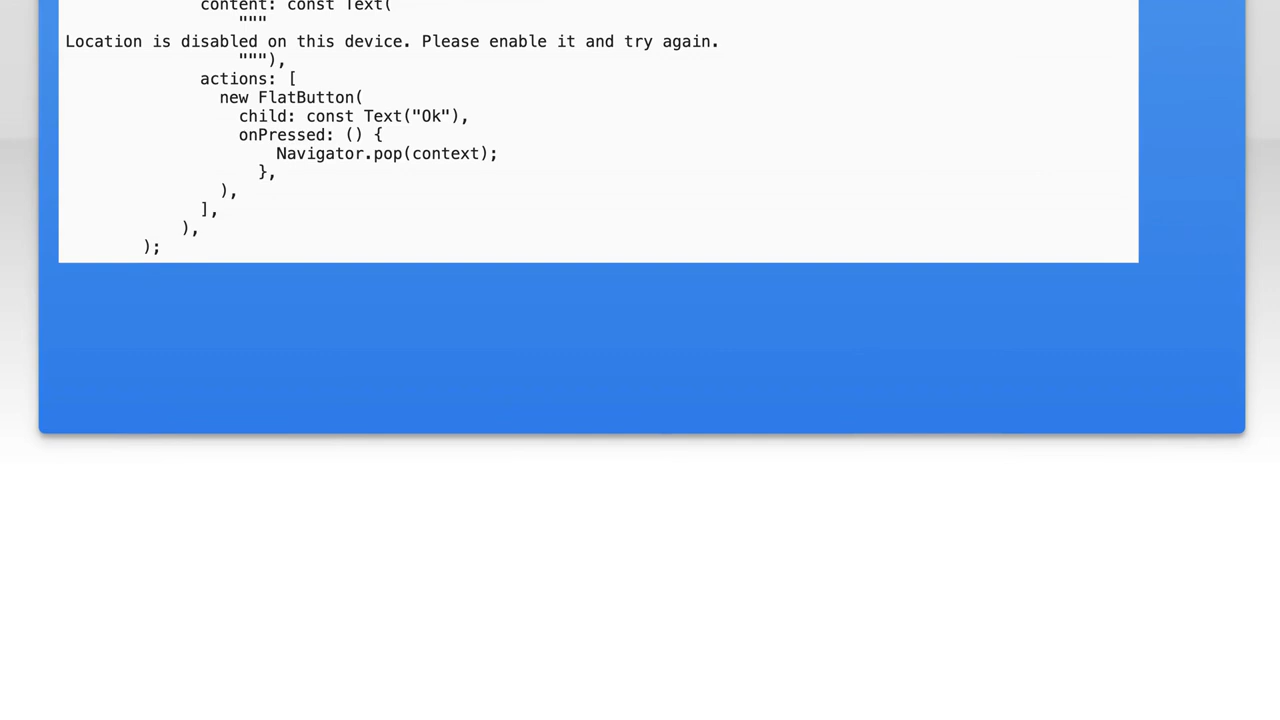 content: const Text(
"""
Location is disabled on this device. Please enable it and try again.
"""),
actions: [
new FlatButton(
child: const Text("Ok"),
onPressed: () {
Navigator.pop(context);
},
),
],
),
);